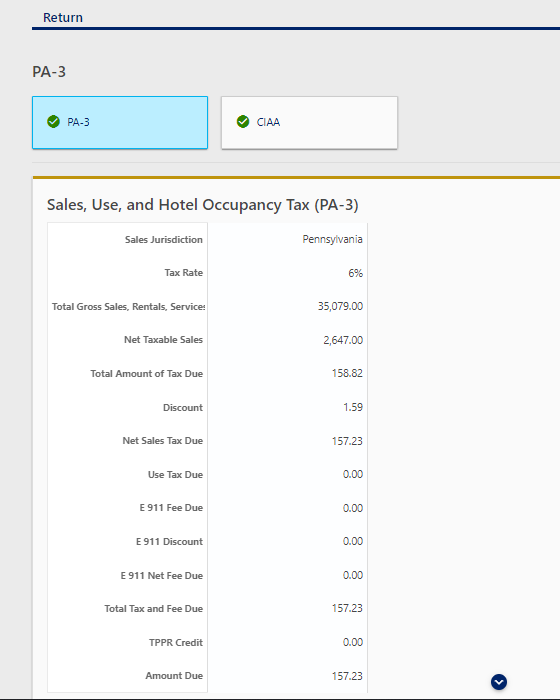 Return
PA-3
PA-3
CIAA
Sales, Use, and Hotel Occupancy Tax (PA-3)
Sales Jurisdiction Pennsylvania
Tax Rate 6%
Total Gross Sales, Rentals, Services 35,079.00
Net Taxable Sales 2,647.00
Total Amount of Tax Due 158.82
Discount 1.59
Net Sales Tax Due 157.23
Use Tax Due 0.00
E 911 Fee Due 0.00
E 911 Discount 0.00
E 911 Net Fee Due 0.00
Total Tax and Fee Due 157.23
TPPR Credit 0.00
Amount Due 157.23